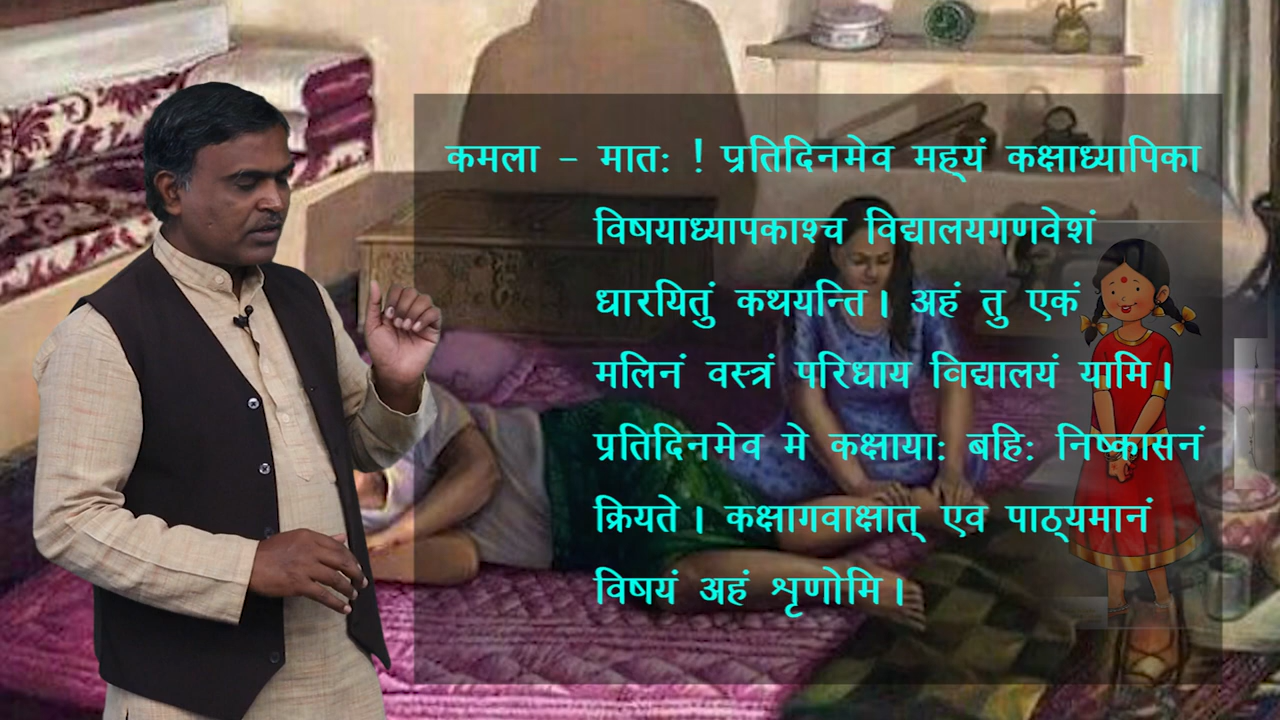 कमला - मातः ! प्रतिदिनमेव मह्यं कक्षाध्यापिका
विषयाध्यापकाश्च विद्यालयगणवेशं
धारयितुं कथयन्ति। अहं तु एकं
मलिनं वस्त्रं परिधाय विद्यालयं यामि।
प्रतिदिनमेव मे कक्षायाः बहिः निष्कासनं
क्रियते। कक्षागवाक्षात् एव पाठ्यमानं
विषयं अहं शृणोमि।